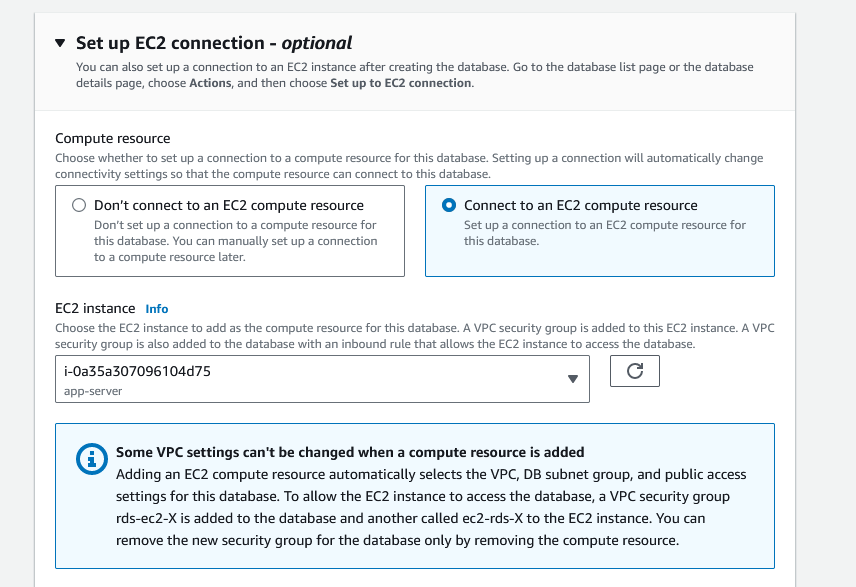 Set up EC2 connection - optional
You can also set up a connection to an EC2 instance after creating the database. Go to the database list page or the database
details page, choose Actions, and then choose Set up to EC2 connection.
Compute resource
Choose whether to set up a connection to a compute resource for this database. Setting up a connection will automatically change
connectivity settings so that the compute resource can connect to this database.
Don't connect to an EC2 compute resource
Don't set up a connection to a compute resource for
this database. You can manually set up a connection
to a compute resource later.
Connect to an EC2 compute resource
Set up a connection to an EC2 compute resource for
this database.
EC2 instance Info
Choose the EC2 instance to add as the compute resource for this database. A VPC security group is added to this EC2 instance. A VPC
security group is also added to the database with an inbound rule that allows the EC2 instance to access the database.
i-0a35a307096104d75
app-server
Some VPC settings can't be changed when a compute resource is added
Adding an EC2 compute resource automatically selects the VPC, DB subnet group, and public access
settings for this database. To allow the EC2 instance to access the database, a VPC security group
rds-ec2-X is added to the database and another called ec2-rds-X to the EC2 instance. You can
remove the new security group for the database only by removing the compute resource.